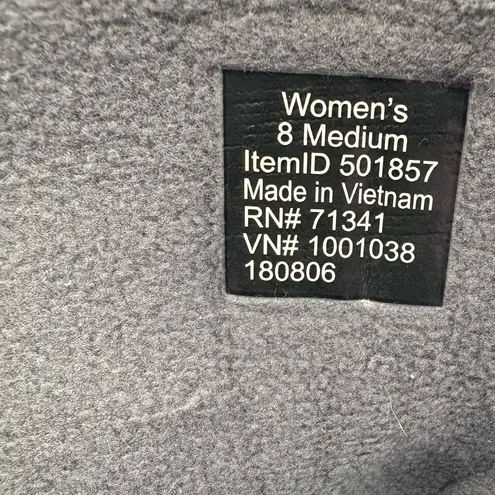 Women's
8 Medium
ItemID 501857
Made in Vietnam
RN# 71341
VN# 1001038
180806